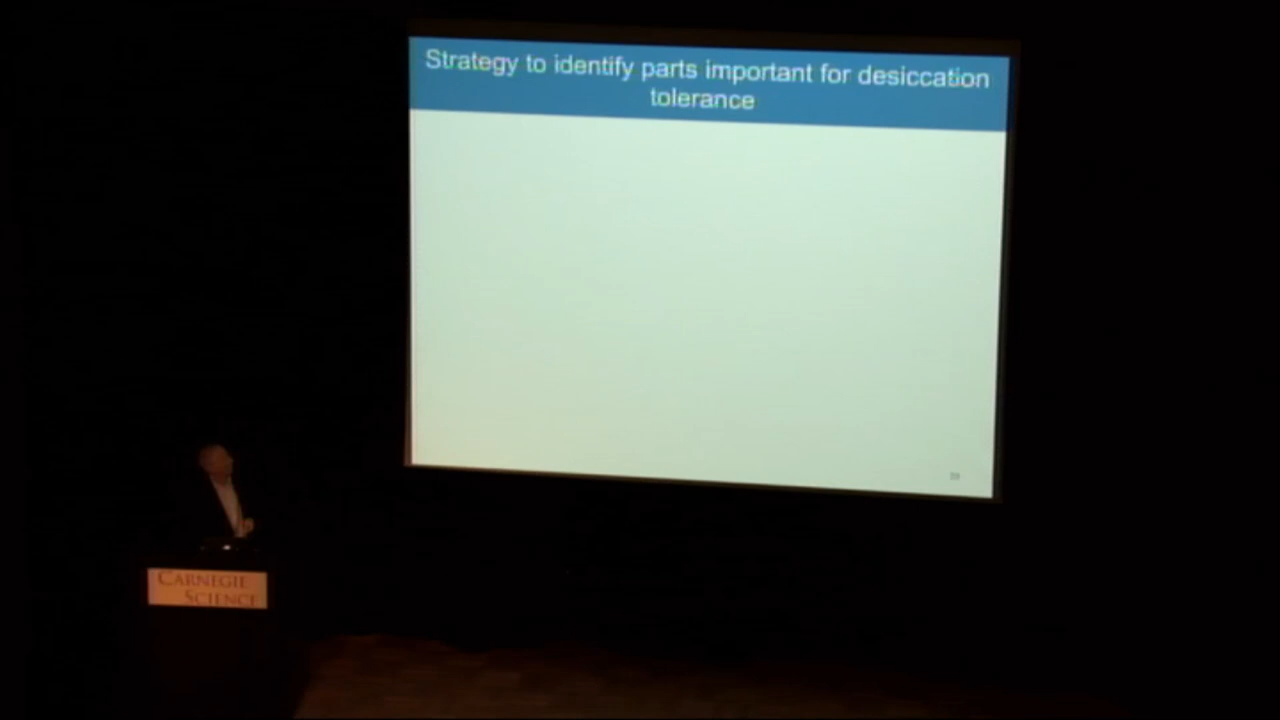 Strategy to identify parts important for desiccation
tolerance
CARNEGIE
SCIENCE